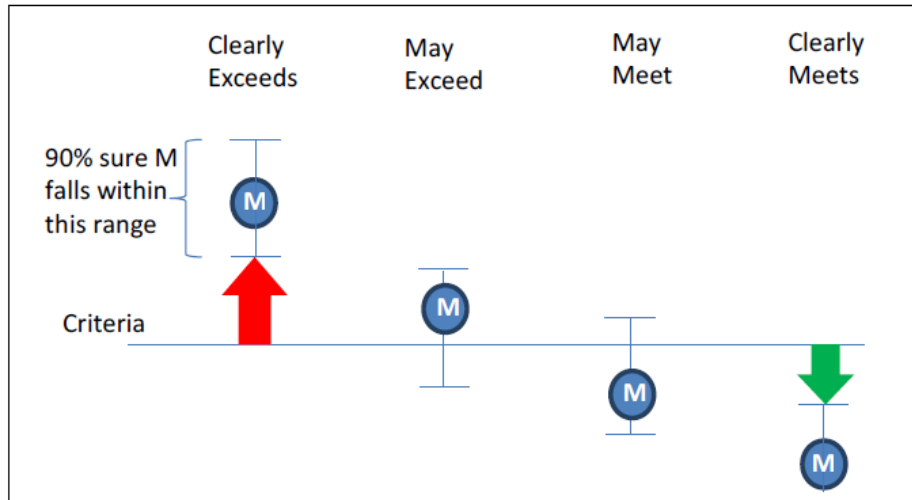 Clearly
Exceeds
May
Exceed
May
Meet
Clearly
Meets
90% sure M
falls within
this range
M
M
Criteria
M
M